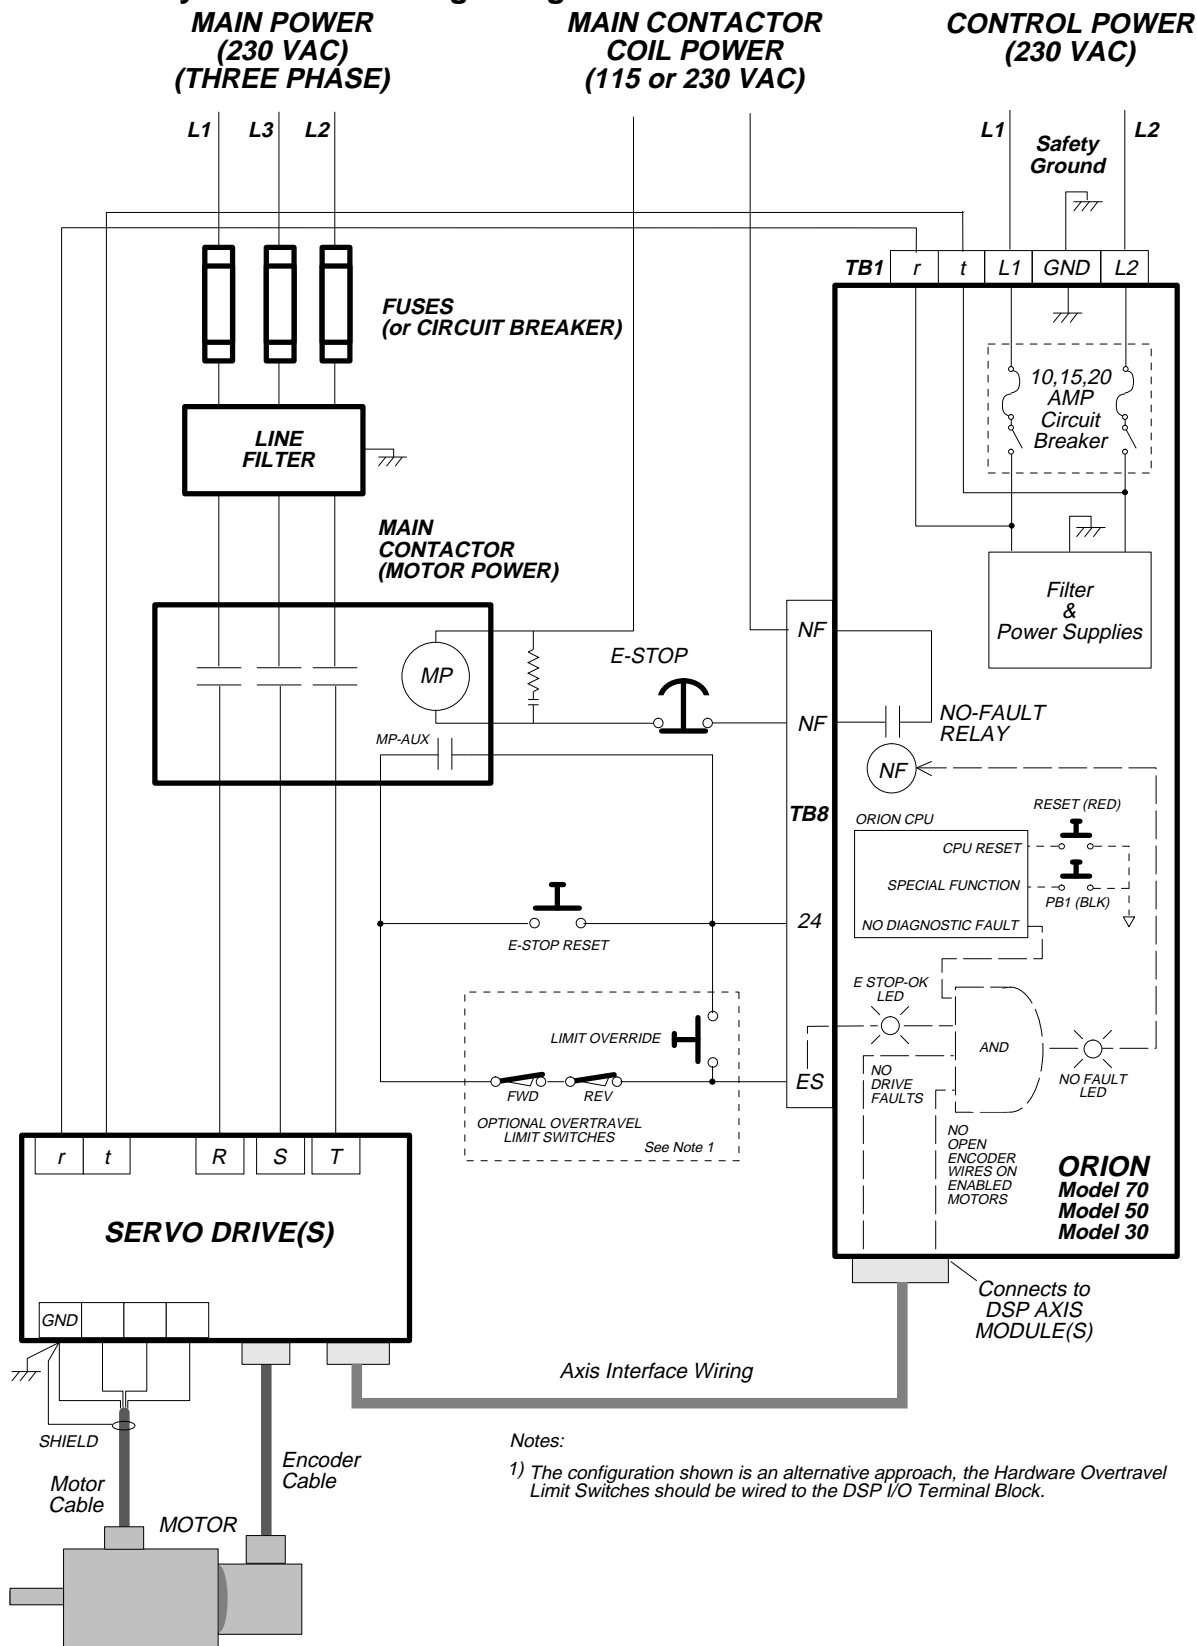 MAIN POWER
(230 VAC)
(THREE PHASE)
MAIN CONTACTOR
COIL POWER
(115 or 230 VAC)
CONTROL POWER
(230 VAC)
L1 L3 L2
L1
Safety
Ground
L2
TB1 r t L1 GND L2
FUSES
(or CIRCUIT BREAKER)
10,15,20
AMP
Circuit
Breaker
LINE
FILTER
MAIN
CONTACTOR
(MOTOR POWER)
Filter
&
Power Supplies
MP
E-STOP
NF
NF
MP-AUX
NO-FAULT
RELAY
NF
TB8
ORION CPU
RESET (RED)
CPU RESET
SPECIAL FUNCTION
PB1 (BLK)
NO DIAGNOSTIC FAULT
24
E-STOP RESET
E STOP-OK
LED
LIMIT OVERRIDE
AND
NO
DRIVE
FAULTS
NO FAULT
LED
ES
FWD REV
OPTIONAL OVERTRAVEL
LIMIT SWITCHES
See Note 1
NO
OPEN
ENCODER
WIRES ON
ENABLED
MOTORS
ORION
Model 70
Model 50
Model 30
r t R S T
SERVO DRIVE(S)
GND
Connects to
DSP AXIS
MODULE(S)
Axis Interface Wiring
SHIELD
Motor
Cable
Encoder
Cable
MOTOR
Notes:
1) The configuration shown is an alternative approach, the Hardware Overtravel
Limit Switches should be wired to the DSP I/O Terminal Block.